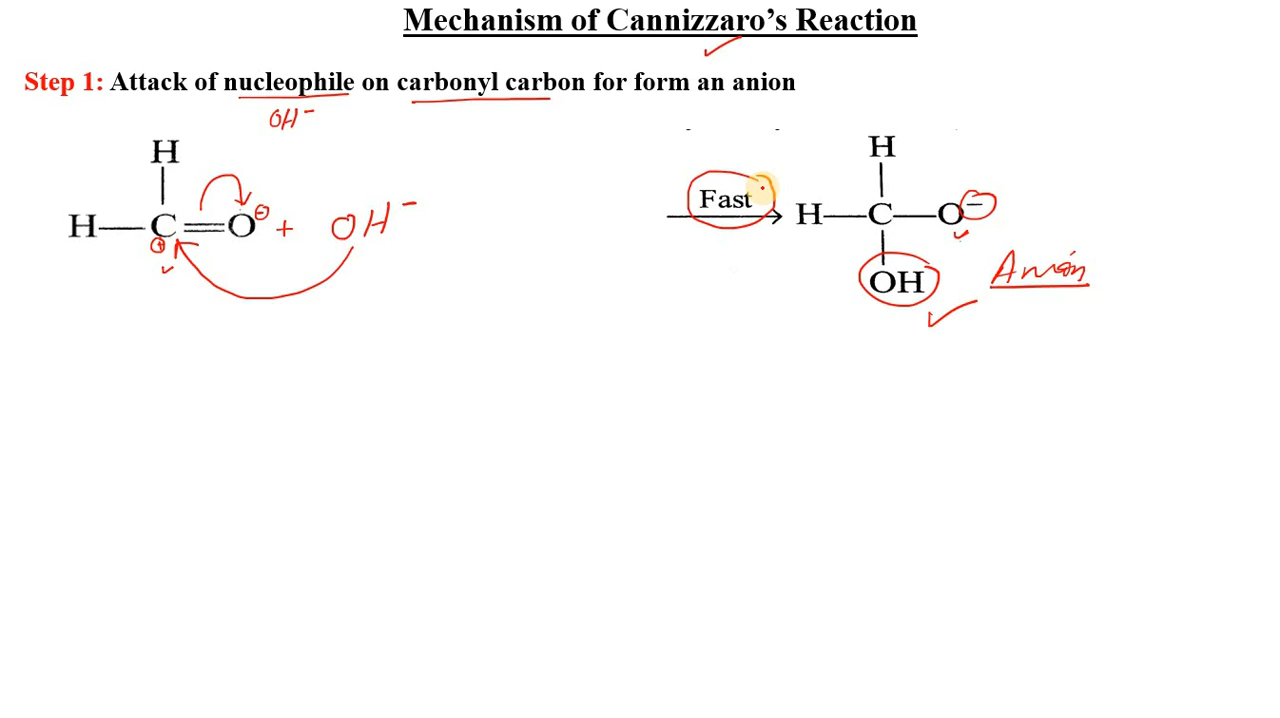 Mechanism of Cannizzaro's Reaction
Step 1: Attack of nucleophile on carbonyl carbon for form an anion
OH⁻
H
H—C=O⊖ + OH⁻
⊕
Fast
H
H—C—O⁻
OH
Anion